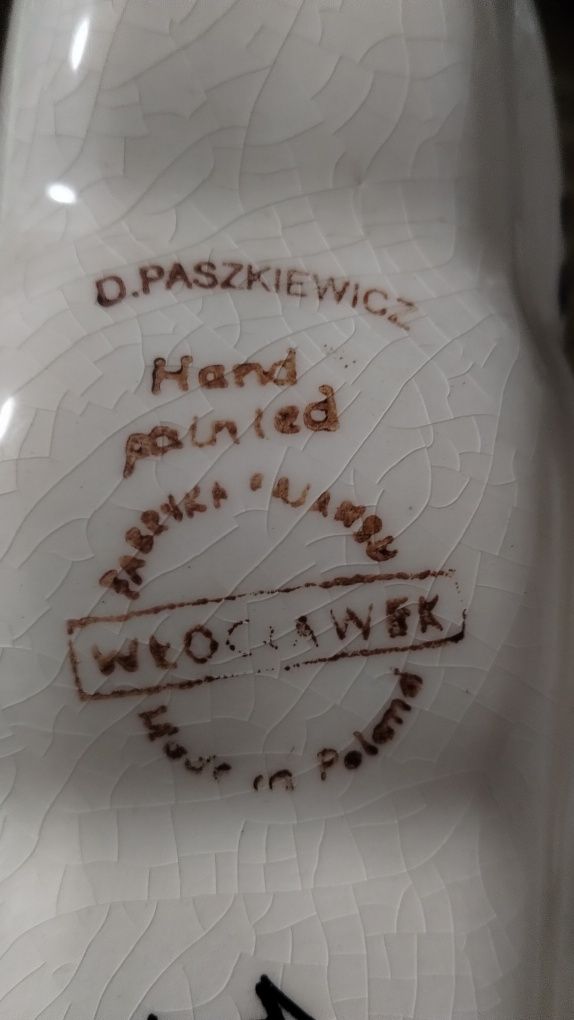 D.PASZKIEWICZ
Hand
painted
FABRYKA FAJANSU
WŁOCŁAWEK
Made in Poland